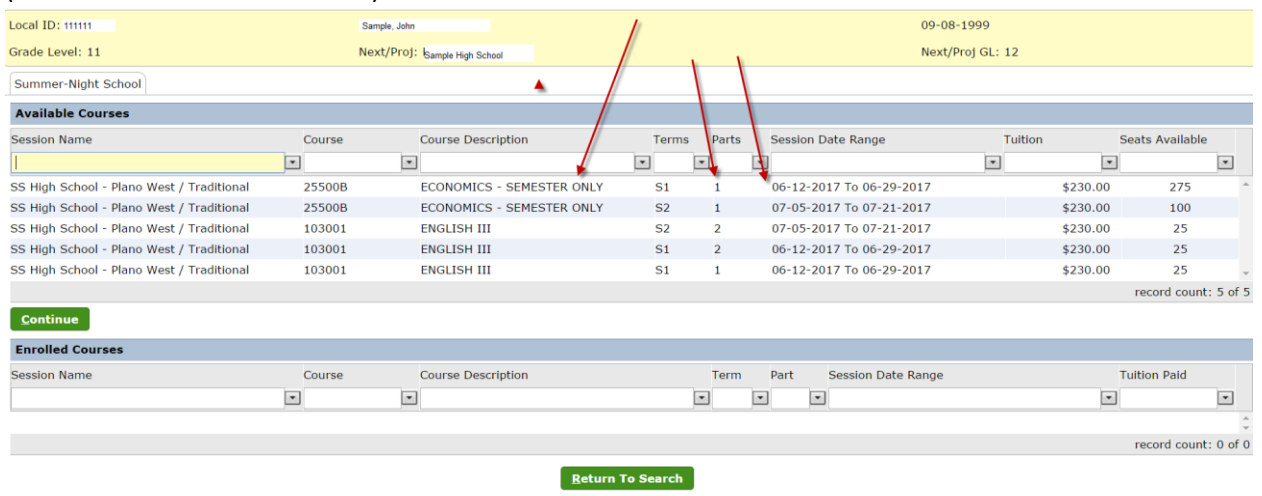 Local ID: 111111 Sample, John 09-08-1999
Grade Level: 11 Next/Proj: Sample High School Next/Proj GL: 12
Summer-Night School
Available Courses
Session Name Course Course Description Terms Parts Session Date Range Tuition Seats Available
SS High School - Plano West / Traditional 25500B ECONOMICS - SEMESTER ONLY S1 1 06-12-2017 To 06-29-2017 $230.00 275
SS High School - Plano West / Traditional 25500B ECONOMICS - SEMESTER ONLY S2 1 07-05-2017 To 07-21-2017 $230.00 100
SS High School - Plano West / Traditional 103001 ENGLISH III S2 2 07-05-2017 To 07-21-2017 $230.00 25
SS High School - Plano West / Traditional 103001 ENGLISH III S1 2 06-12-2017 To 06-29-2017 $230.00 25
SS High School - Plano West / Traditional 103001 ENGLISH III S1 1 06-12-2017 To 06-29-2017 $230.00 25
record count: 5 of 5
Continue
Enrolled Courses
Session Name Course Course Description Term Part Session Date Range Tuition Paid
record count: 0 of 0
Return To Search